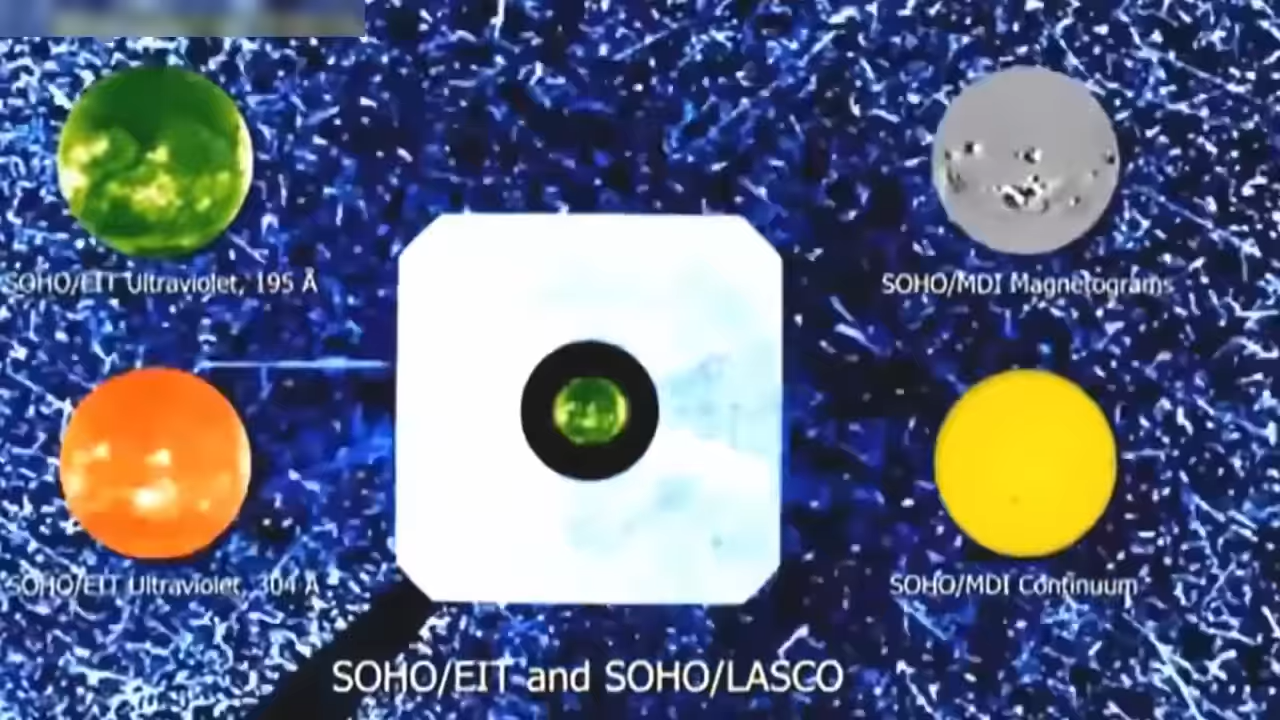 SOHO/EIT Ultraviolet, 195 Å
SOHO/MDI Magnetograms
SOHO/EIT Ultraviolet, 304 Å
SOHO/MDI Continuum
SOHO/EIT and SOHO/LASCO